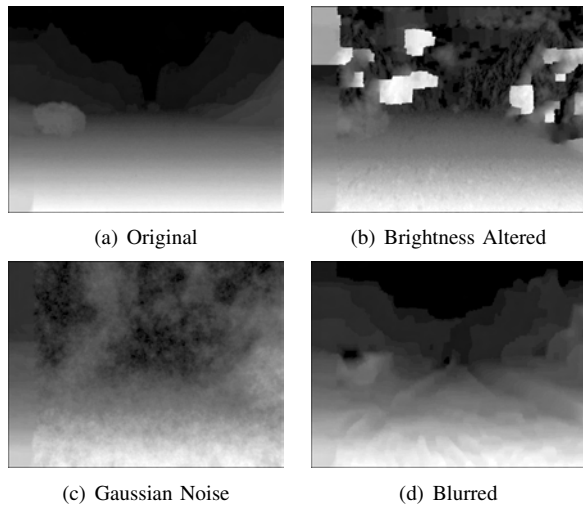 (a) Original
(b) Brightness Altered
(c) Gaussian Noise
(d) Blurred